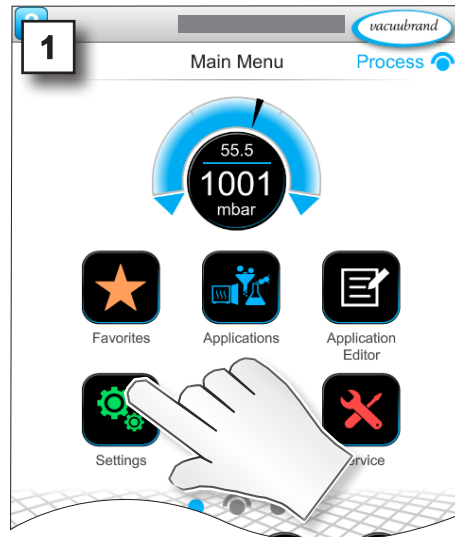 1
vacuubrand
Main Menu
Process
55.5
1001
mbar
Favorites
Applications
Application
Editor
Settings
ervice